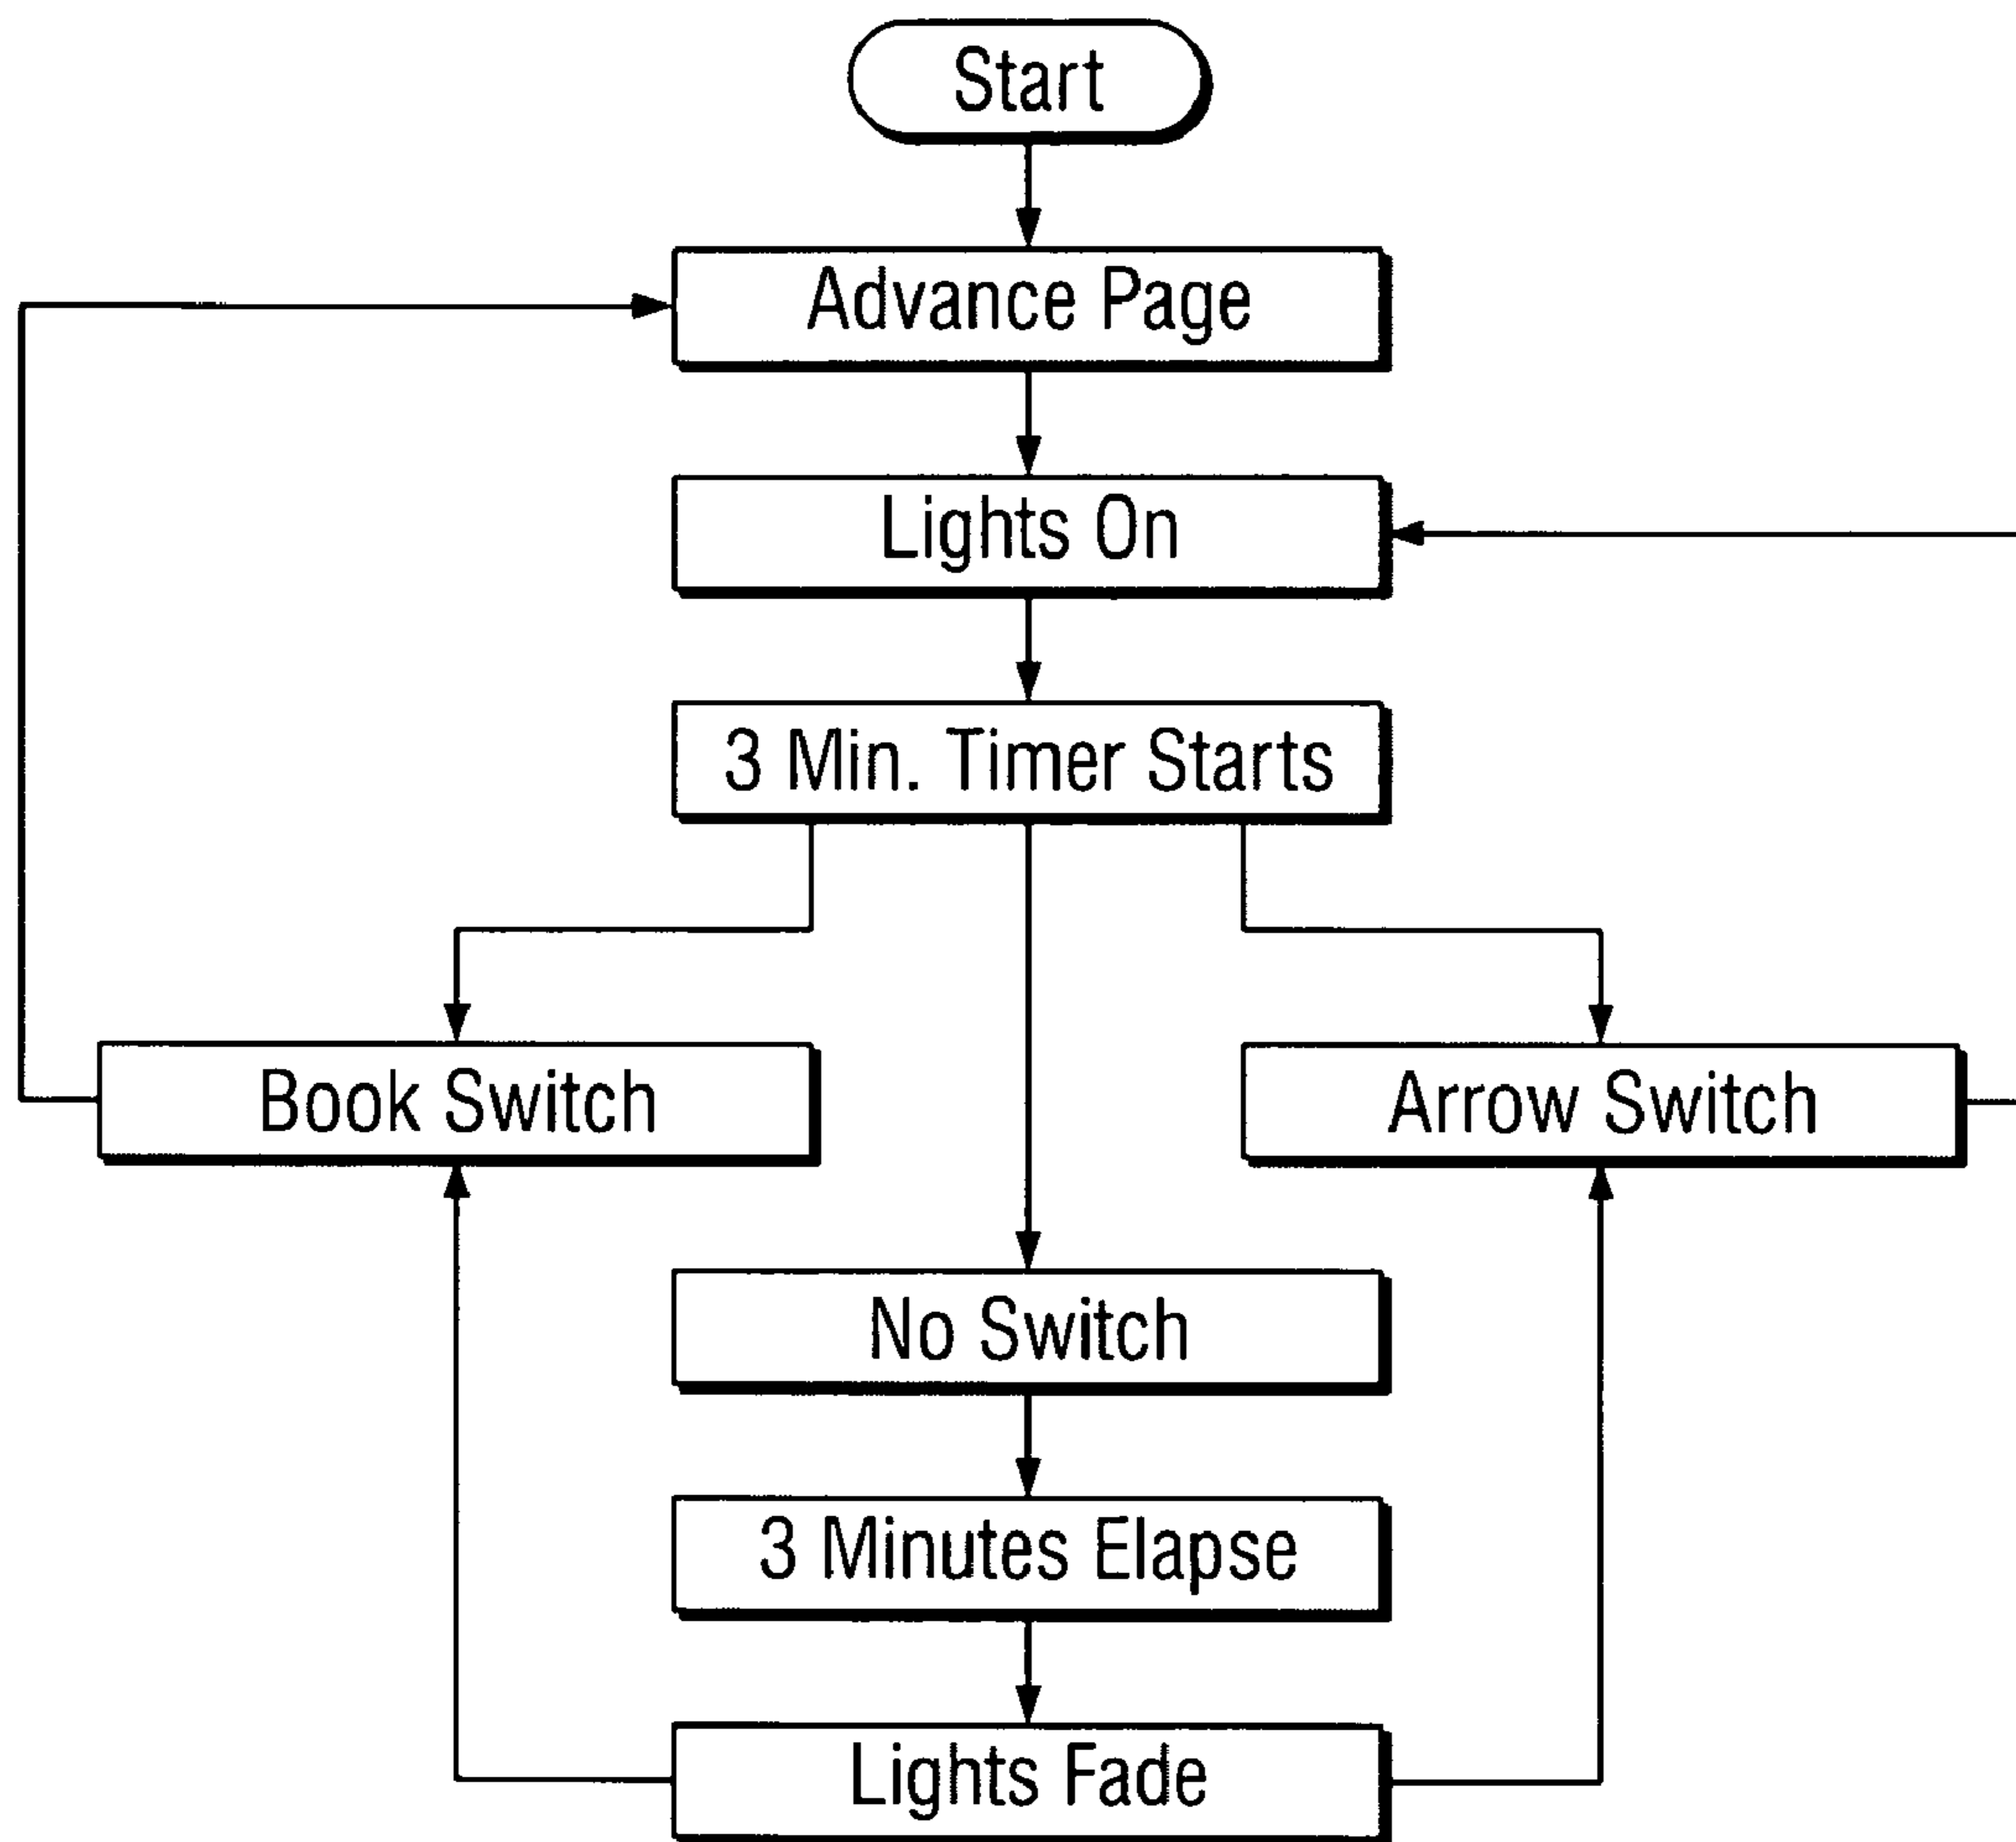 Start
Advance Page
Lights On
3 Min. Timer Starts
Book Switch
Arrow Switch
No Switch
3 Minutes Elapse
Lights Fade